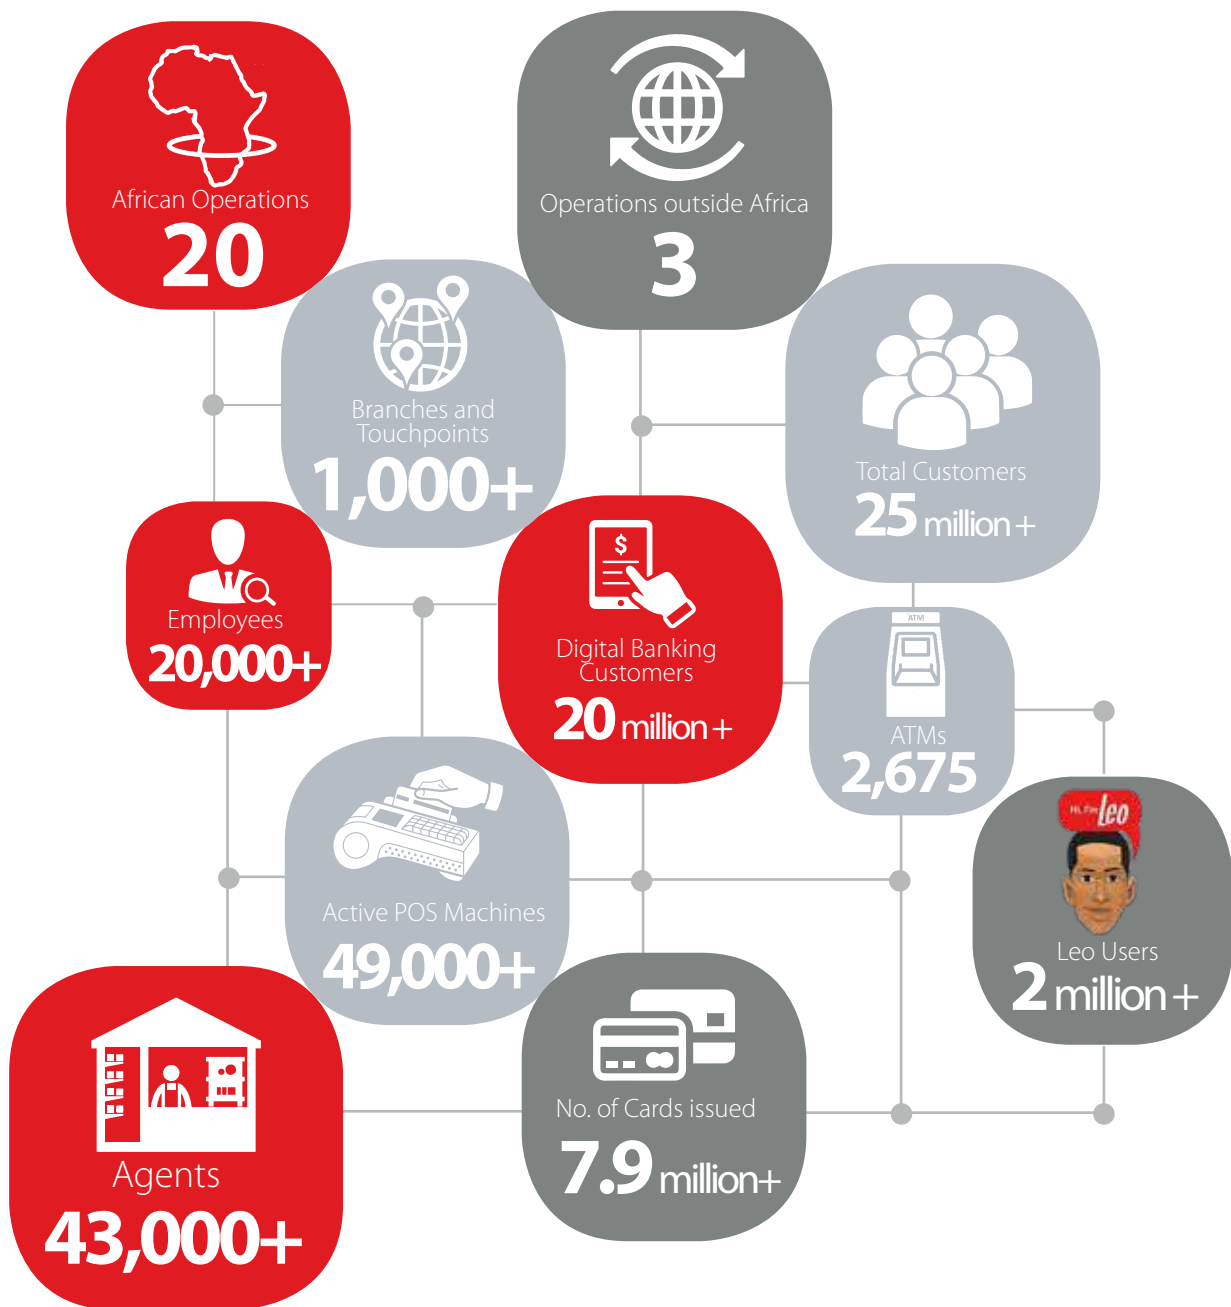 African Operations
20
Operations outside Africa
3
Branches and
Touchpoints
1,000+
Total Customers
25 million +
Employees
20,000+
$
Digital Banking
Customers
20 million +
ATM
ATMs
2,675
Active POS Machines
49,000+
Hi, I'm Leo
Leo Users
2 million +
Agents
43,000+
No. of Cards issued
7.9 million+